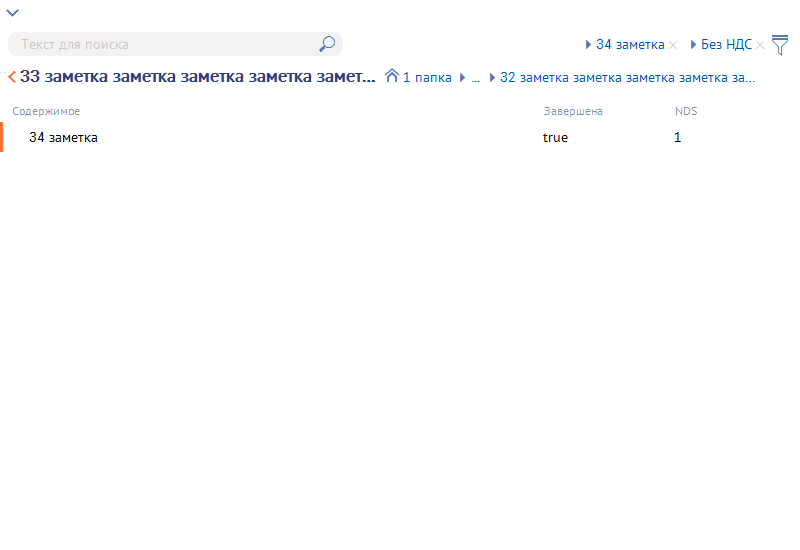 Текст для поиска 34 заметка Без НДС
33 заметка заметка заметка заметка замет... 1 папка ... 32 заметка заметка заметка заметка за...
Содержимое Завершена NDS
34 заметка true 1